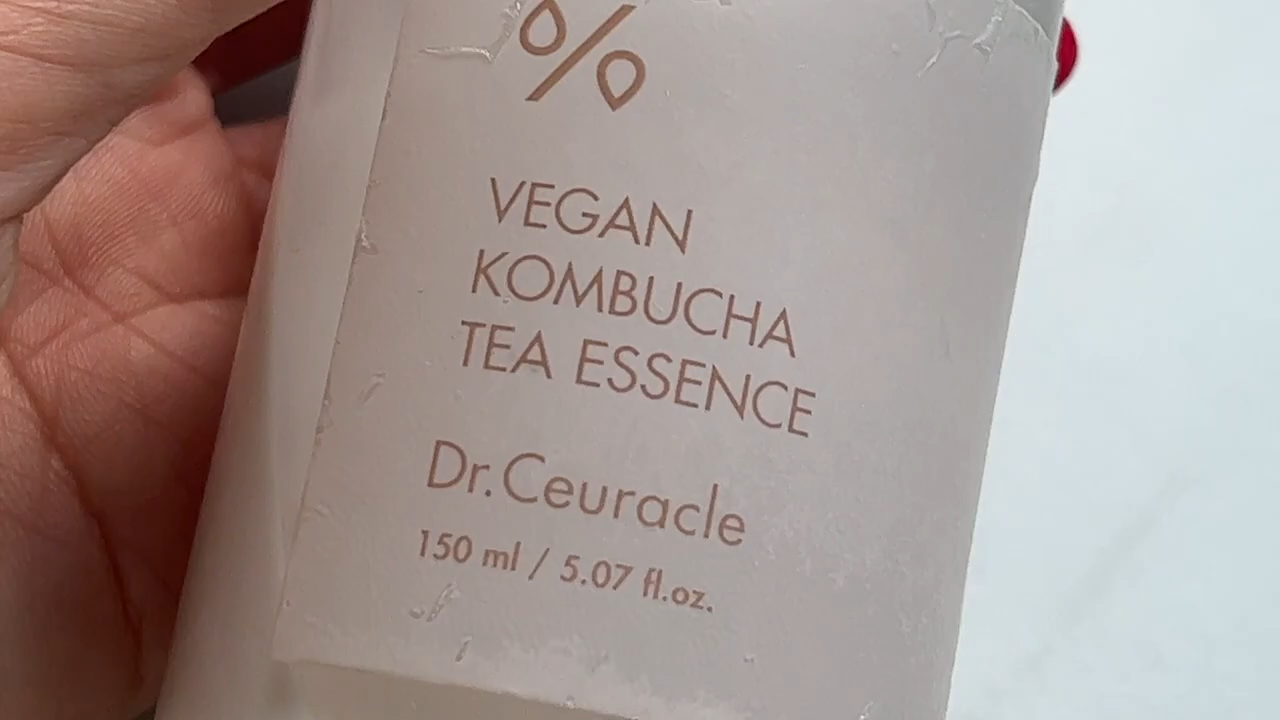 %
VEGAN
KOMBUCHA
TEA ESSENCE
Dr.Ceuracle
150 ml / 5.07 fl.oz.